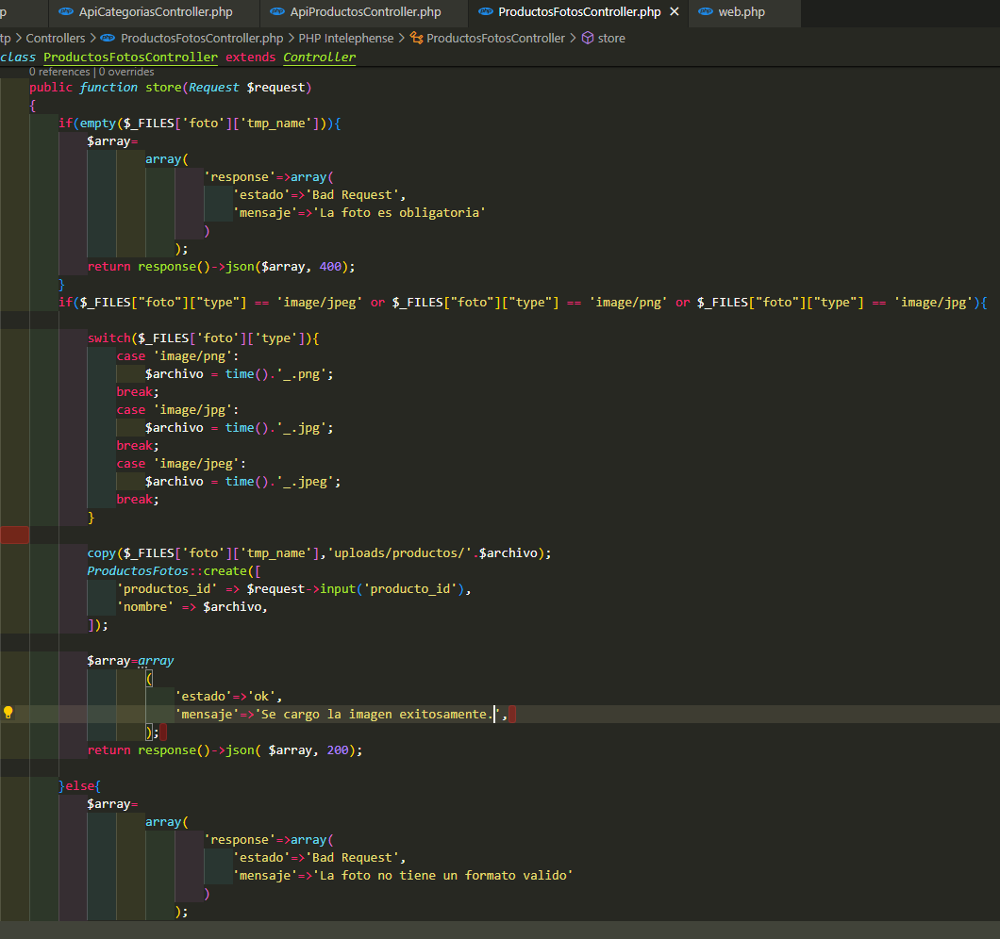 p ApiCategoriasController.php ApiProductosController.php ProductosFotosController.php × web.php
tp > Controllers > ProductosFotosController.php > PHP Intelephense > ProductosFotosController > store
class ProductosFotosController extends Controller
0 references | 0 overrides
public function store(Request $request)
{
if(empty($_FILES['foto']['tmp_name'])){
$array=
array(
'response'=>array(
'estado'=>'Bad Request',
'mensaje'=>'La foto es obligatoria'
)
);
return response()->json($array, 400);
}
if($_FILES["foto"]["type"] == 'image/jpeg' or $_FILES["foto"]["type"] == 'image/png' or $_FILES["foto"]["type"] == 'image/jpg'){
switch($_FILES['foto']['type']){
case 'image/png':
$archivo = time().'_.png';
break;
case 'image/jpg':
$archivo = time().'_.jpg';
break;
case 'image/jpeg':
$archivo = time().'_.jpeg';
break;
}
copy($_FILES['foto']['tmp_name'],'uploads/productos/'.$archivo);
ProductosFotos::create([
'productos_id' => $request->input('producto_id'),
'nombre' => $archivo,
]);
$array=array
(
'estado'=>'ok',
'mensaje'=>'Se cargo la imagen exitosamente.',
);
return response()->json( $array, 200);
}else{
$array=
array(
'response'=>array(
'estado'=>'Bad Request',
'mensaje'=>'La foto no tiene un formato valido'
)
);